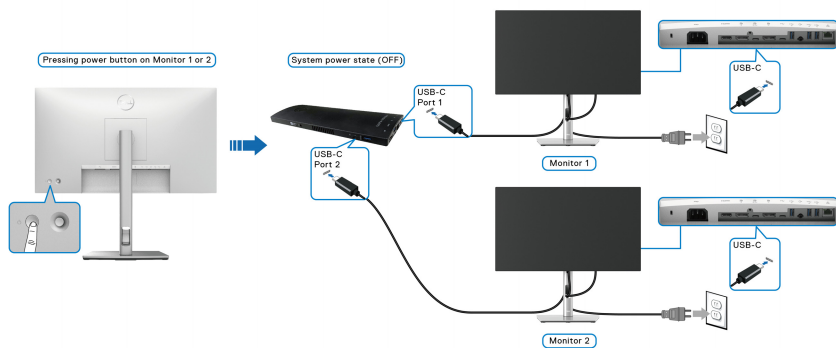 Pressing power button on Monitor 1 or 2
System power state (OFF)
USB-C
Port 1
USB-C
Port 2
USB-C
Monitor 1
USB-C
Monitor 2